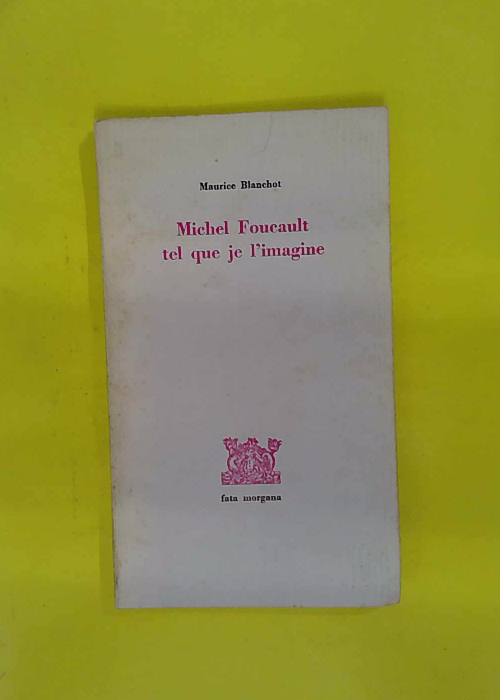 Maurice Blanchot
Michel Foucault
tel que je l'imagine
fata morgana